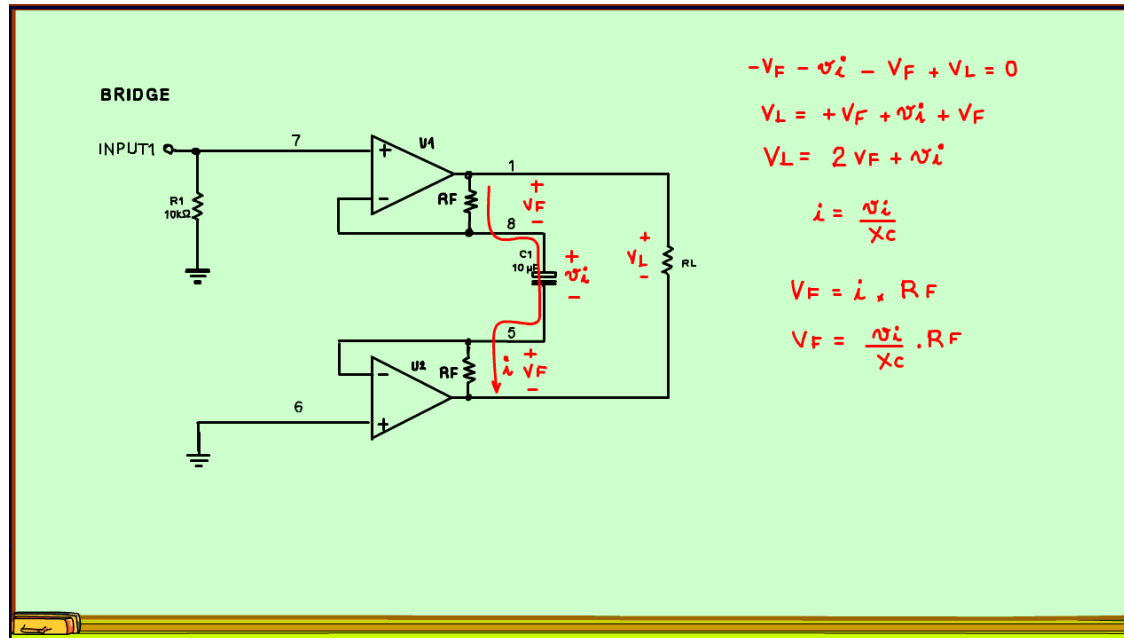 BRIDGE
INPUT1
7
+
U1
-
1
RF
R1
10kΩ
8
+
VF
-
C1
10 µF
+
vi
-
+
VL
-
RL
5
U2
-
RF
i
+
VF
-
6
+
-VF - vi - VF + VL = 0
VL = +VF + vi + VF
VL = 2 VF + vi
i = vi / XC
VF = i × RF
VF = vi / XC . RF